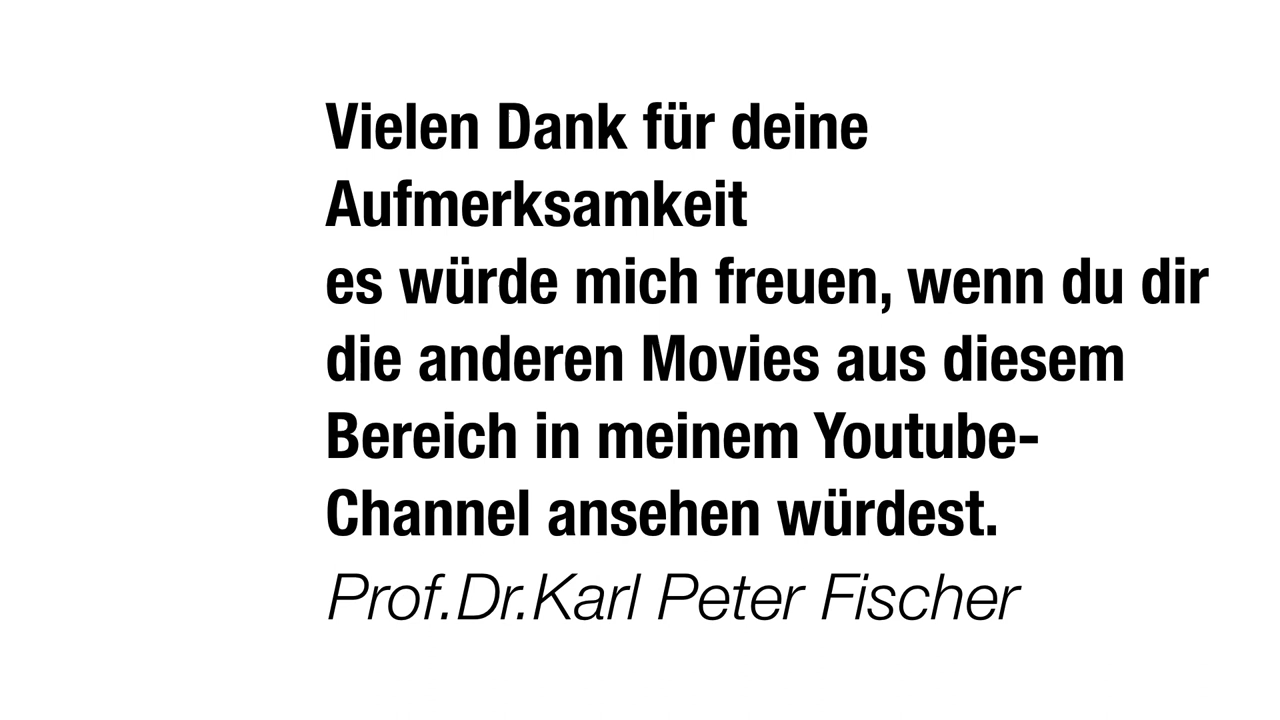 Vielen Dank für deine
Aufmerksamkeit
es würde mich freuen, wenn du dir
die anderen Movies aus diesem
Bereich in meinem Youtube-
Channel ansehen würdest.
Prof.Dr.Karl Peter Fischer